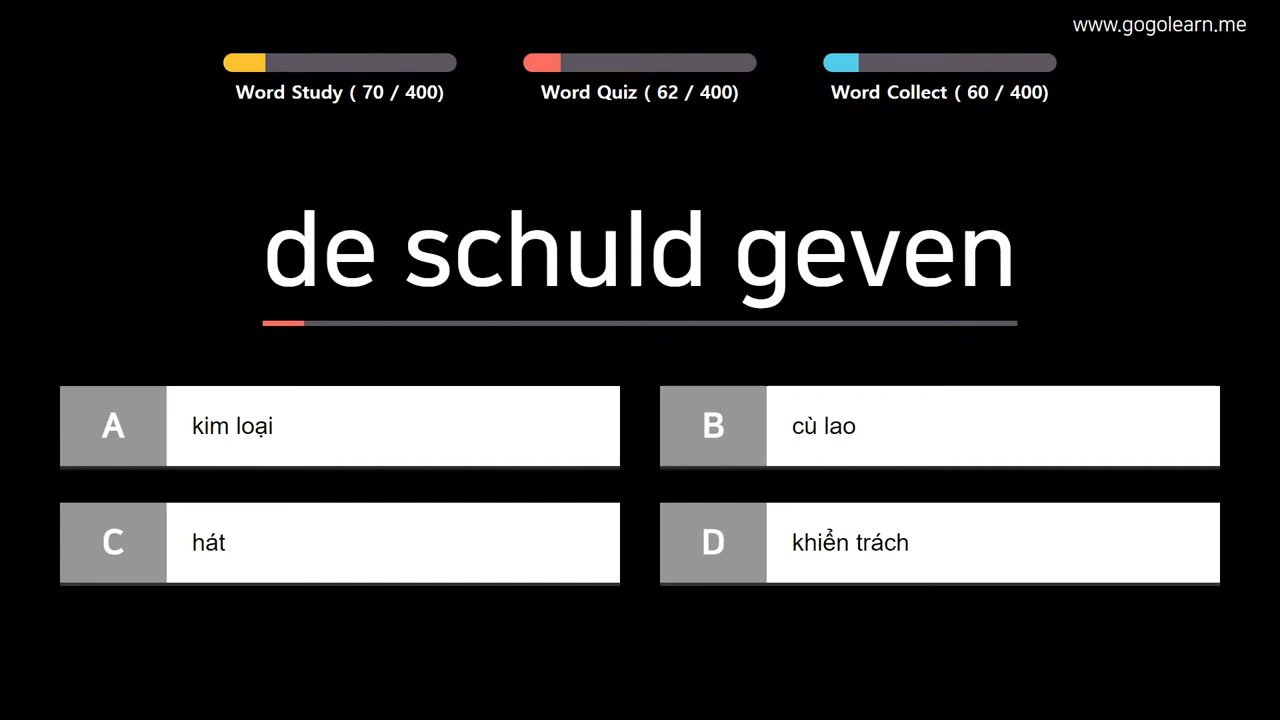 www.gogolearn.me
Word Study ( 70 / 400)
Word Quiz ( 62 / 400)
Word Collect ( 60 / 400)
de schuld geven
A kim loại
B cù lao
C hát
D khiển trách